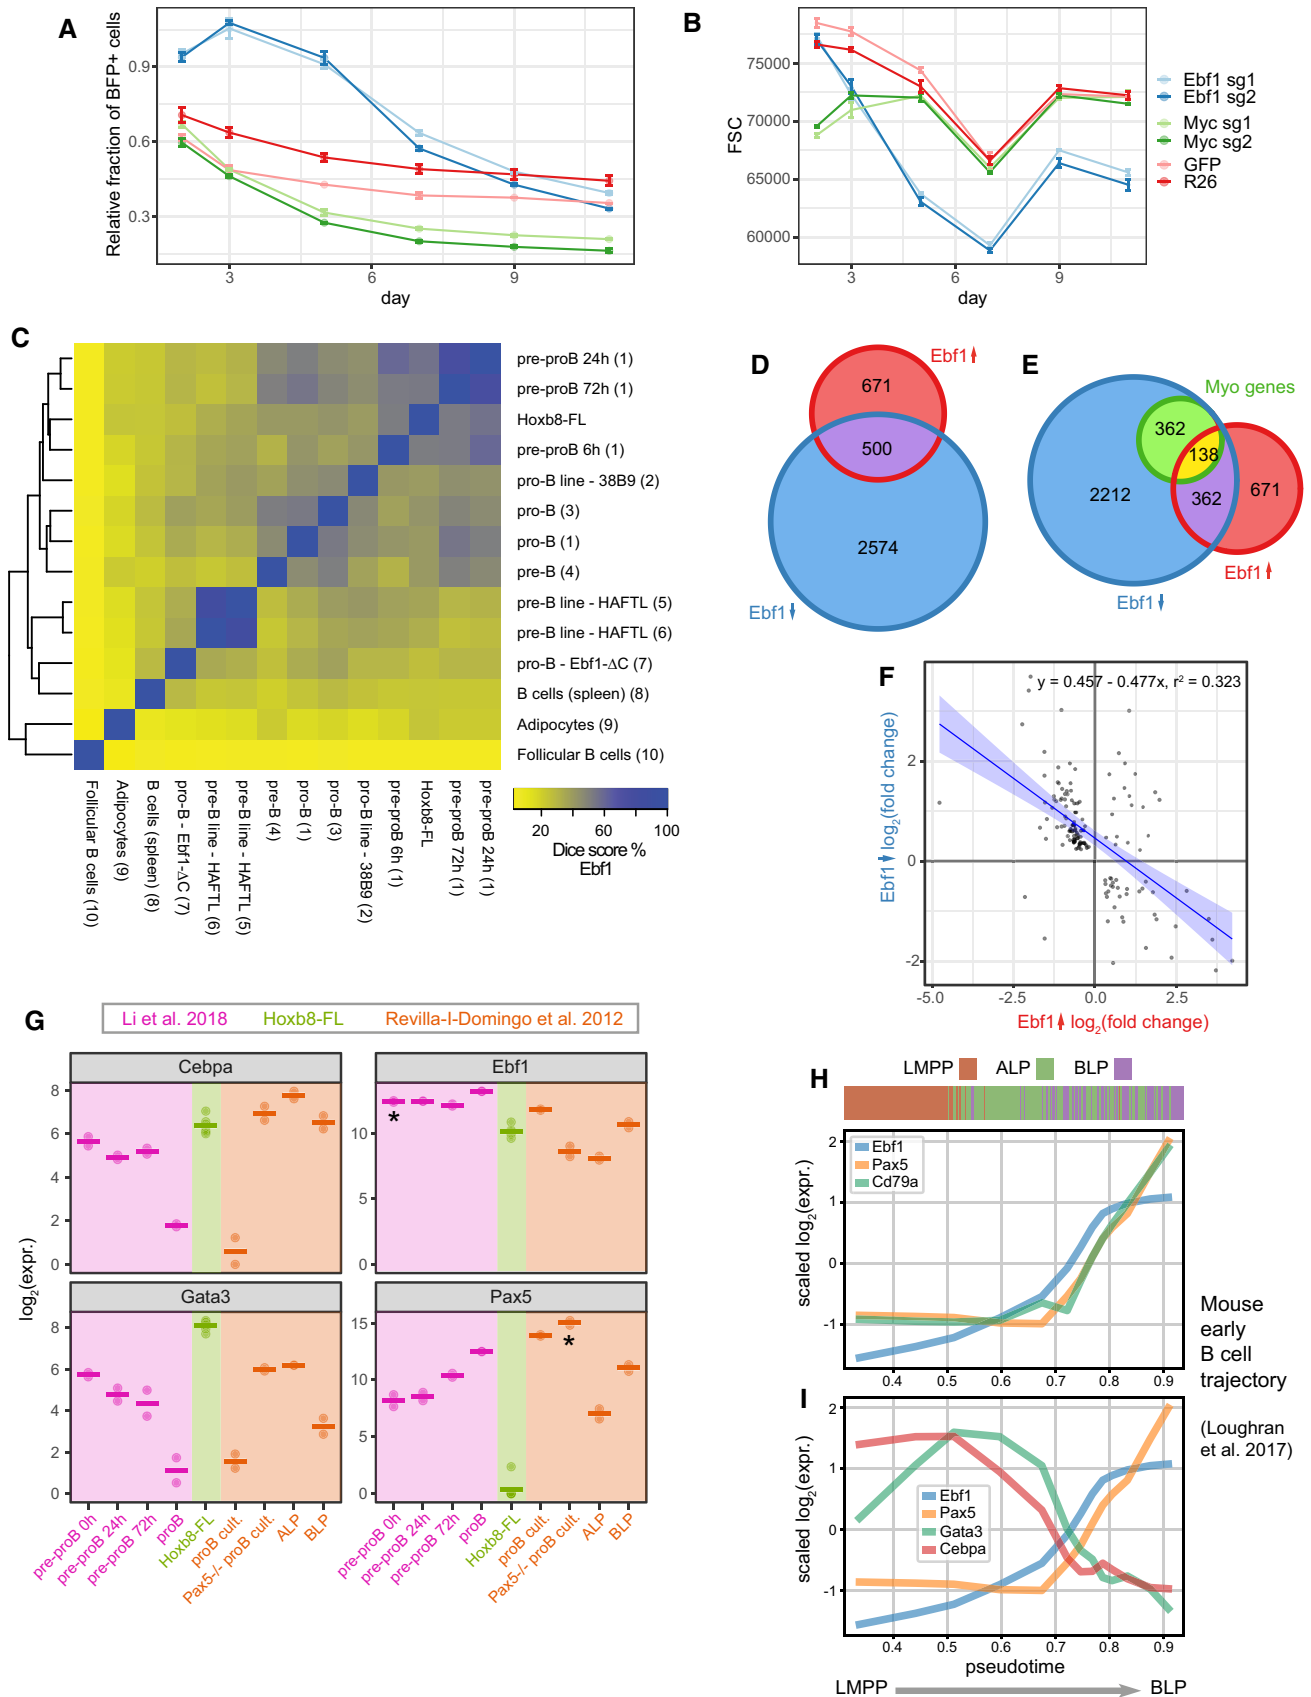 A
Relative fraction of BFP+ cells
0.9
0.6
0.3
3
6
9
day
B
FSC
75000
70000
65000
60000
3
6
9
day
Ebf1 sg1
Ebf1 sg2
Myc sg1
Myc sg2
GFP
R26
C
pre-proB 24h (1)
pre-proB 72h (1)
Hoxb8-FL
pre-proB 6h (1)
pro-B line - 38B9 (2)
pro-B (3)
pro-B (1)
pre-B (4)
pre-B line - HAFTL (5)
pre-B line - HAFTL (6)
pro-B - Ebf1-ΔC (7)
B cells (spleen) (8)
Adipocytes (9)
Follicular B cells (10)
Follicular B cells (10)
Adipocytes (9)
B cells (spleen) (8)
pro-B - Ebf1-ΔC (7)
pre-B line - HAFTL (6)
pre-B line - HAFTL (5)
pre-B (4)
pro-B (1)
pro-B (3)
pro-B line - 38B9 (2)
pre-proB 6h (1)
Hoxb8-FL
pre-proB 72h (1)
pre-proB 24h (1)
20 60 100
Dice score %
Ebf1
D
Ebf1
671
500
2574
Ebf1
E
Myo genes
362
138
2212
362
671
Ebf1
Ebf1
F
y = 0.457 - 0.477x, r² = 0.323
Ebf1 log₂(fold change)
2
0
-2
-5.0
-2.5
0.0
2.5
Ebf1 log₂(fold change)
G
Li et al. 2018 Hoxb8-FL Revilla-I-Domingo et al. 2012
log₂(expr.)
Cebpa
8
6
4
2
0
Ebf1
10
5
0
*
Gata3
8
6
4
2
0
Pax5
15
10
5
0
*
pre-proB 0h
pre-proB 24h
pre-proB 72h
proB
Hoxb8-FL
proB cult.
Pax5-/- proB cult.
ALP
BLP
pre-proB 0h
pre-proB 24h
pre-proB 72h
proB
Hoxb8-FL
proB cult.
Pax5-/- proB cult.
ALP
BLP
H
LMPP ALP BLP
scaled log₂(expr.)
2
1
0
-1
Ebf1
Pax5
Cd79a
0.4 0.5 0.6 0.7 0.8 0.9
Mouse
early
B cell
trajectory
(Loughran
et al. 2017)
I
scaled log₂(expr.)
2
1
0
-1
Ebf1
Pax5
Gata3
Cebpa
0.4 0.5 0.6 0.7 0.8 0.9
pseudotime
LMPP BLP